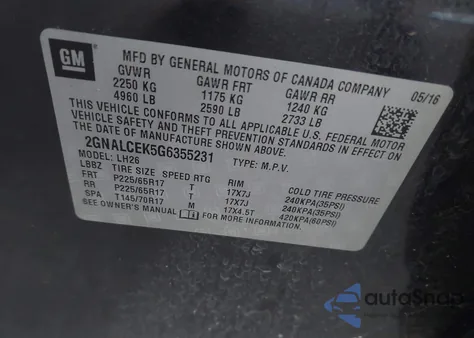 GM
MFD BY GENERAL MOTORS OF CANADA COMPANY
GVWR GAWR FRT GAWR RR 05/16
2250 KG 1175 KG 1240 KG
4960 LB 2590 LB 2733 LB
THIS VEHICLE CONFORMS TO ALL APPLICABLE U.S. FEDERAL MOTOR
VEHICLE SAFETY AND THEFT PREVENTION STANDARDS IN EFFECT ON
THE DATE OF MANUFACTURE SHOWN ABOVE.
2GNALCEK5G6355231 TYPE: M.P.V.
MODEL: LH26
LBBZ TIRE SIZE SPEED RTG RIM COLD TIRE PRESSURE
FRT P225/65R17 T 17X7J 240KPA(35PSI)
RR P225/65R17 T 17X7J 240KPA(35PSI)
SPA T145/70R17 M 17X4.5T 420KPA(60PSI)
SEE OWNER'S MANUAL i FOR MORE INFORMATION.
autoSnap